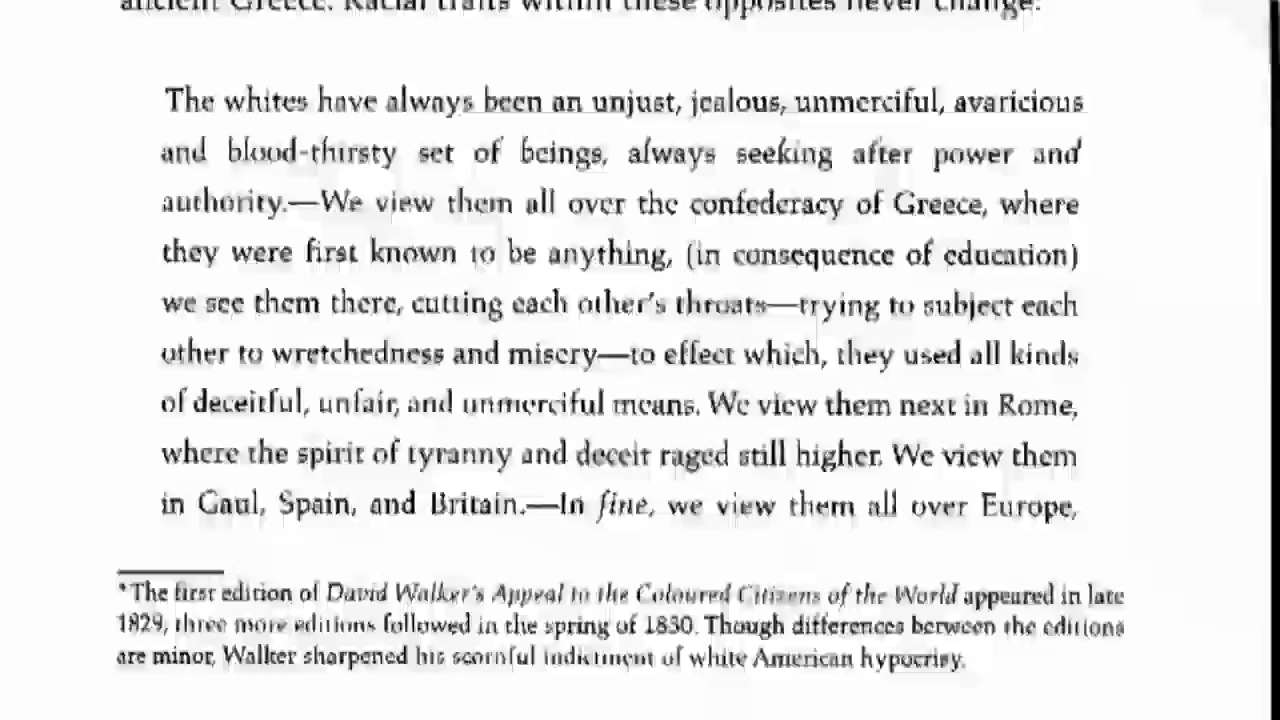 ancient Greece. Racial traits within these opposites never change:
The whites have always been an unjust, jealous, unmerciful, avaricious
and blood-thirsty set of beings, always seeking after power and
authority.—We view them all over the confederacy of Greece, where
they were first known to be anything, (in consequence of education)
we see them there, cutting each other's throats—trying to subject each
other to wretchedness and misery—to effect which, they used all kinds
of deceitful, unfair, and unmerciful means. We view them next in Rome,
where the spirit of tyranny and deceit raged still higher. We view them
in Gaul, Spain, and Britain.—In fine, we view them all over Europe,
*The first edition of David Walker's Appeal to the Coloured Citizens of the World appeared in late
1829, three more editions followed in the spring of 1830. Though differences between the editions
are minor, Walker sharpened his scornful indictment of white American hypocrisy.